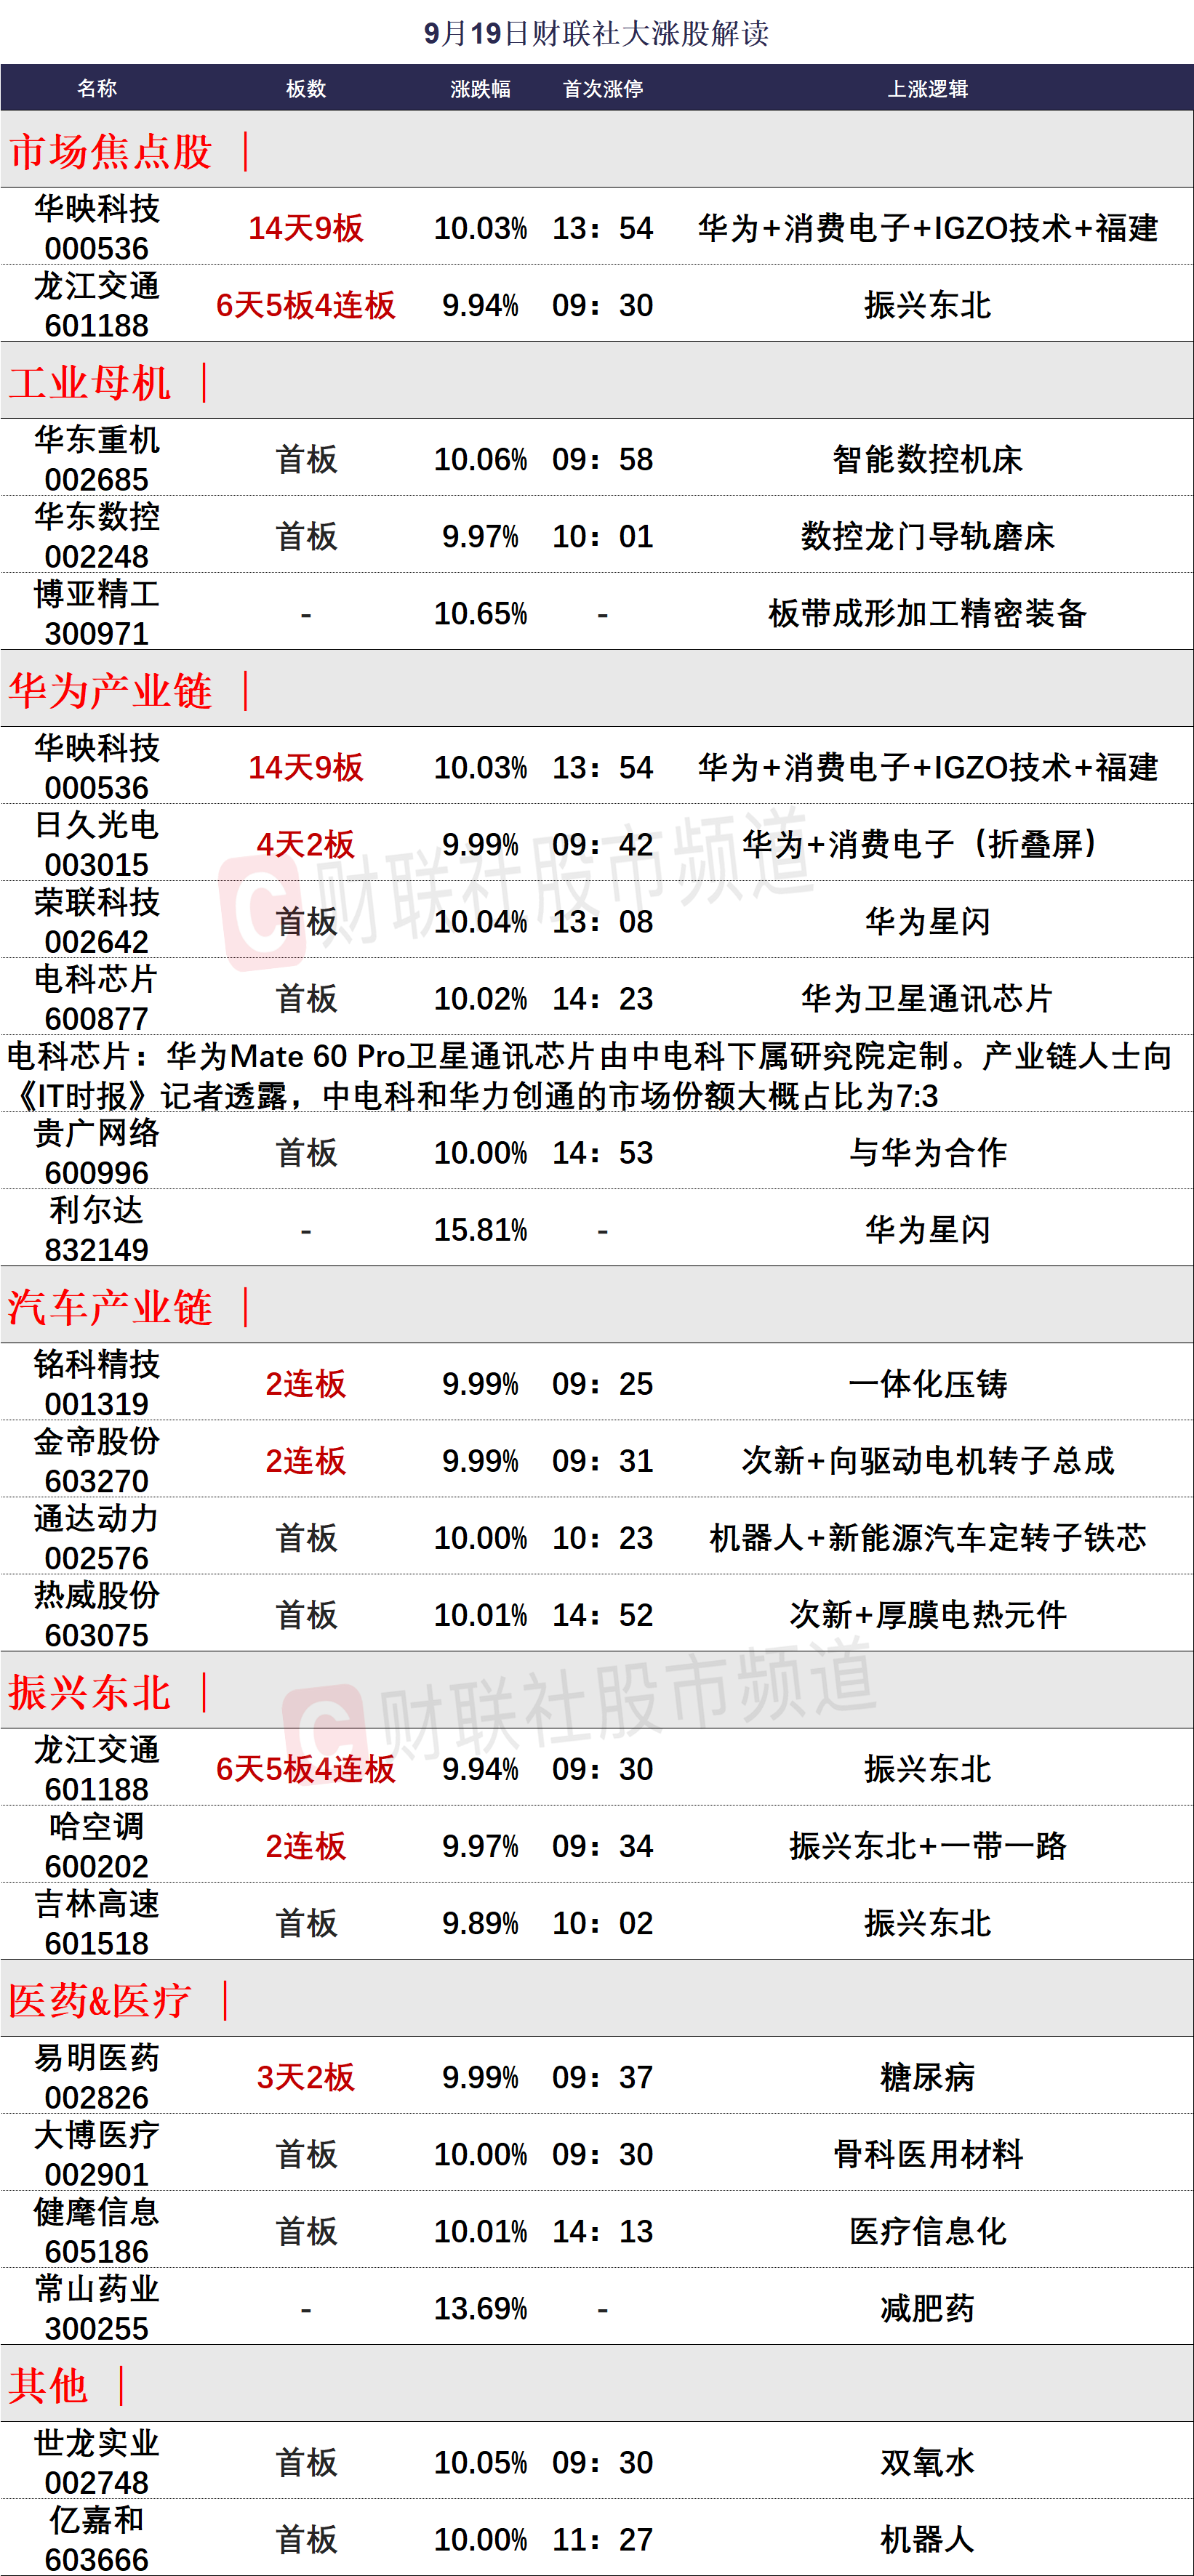 9月19日财联社大涨股解读
名称 板数 涨跌幅 首次涨停 上涨逻辑
市场焦点股 ｜
华映科技
000536
14天9板 10.03% 13：54 华为+消费电子+IGZO技术+福建
龙江交通
601188
6天5板4连板 9.94% 09：30 振兴东北
工业母机 ｜
华东重机
002685
首板 10.06% 09：58 智能数控机床
华东数控
002248
首板 9.97% 10：01 数控龙门导轨磨床
博亚精工
300971
- 10.65% - 板带成形加工精密装备
华为产业链 ｜
华映科技
000536
14天9板 10.03% 13：54 华为+消费电子+IGZO技术+福建
日久光电
003015
4天2板 9.99% 09：42 华为+消费电子（折叠屏）
C 财联社股市频道
荣联科技
002642
首板 10.04% 13：08 华为星闪
电科芯片
600877
首板 10.02% 14：23 华为卫星通讯芯片
电科芯片：华为Mate 60 Pro卫星通讯芯片由中电科下属研究院定制。产业链人士向
《IT时报》记者透露，中电科和华力创通的市场份额大概占比为7:3
贵广网络
600996
首板 10.00% 14：53 与华为合作
利尔达
832149
- 15.81% - 华为星闪
汽车产业链 ｜
铭科精技
001319
2连板 9.99% 09：25 一体化压铸
金帝股份
603270
2连板 9.99% 09：31 次新+向驱动电机转子总成
通达动力
002576
首板 10.00% 10：23 机器人+新能源汽车定转子铁芯
热威股份
603075
首板 10.01% 14：52 次新+厚膜电热元件
振兴东北 ｜
C 财联社股市频道
龙江交通
601188
6天5板4连板 9.94% 09：30 振兴东北
哈空调
600202
2连板 9.97% 09：34 振兴东北+一带一路
吉林高速
601518
首板 9.89% 10：02 振兴东北
医药&医疗 ｜
易明医药
002826
3天2板 9.99% 09：37 糖尿病
大博医疗
002901
首板 10.00% 09：30 骨科医用材料
健麾信息
605186
首板 10.01% 14：13 医疗信息化
常山药业
300255
- 13.69% - 减肥药
其他 ｜
世龙实业
002748
首板 10.05% 09：30 双氧水
亿嘉和
603666
首板 10.00% 11：27 机器人